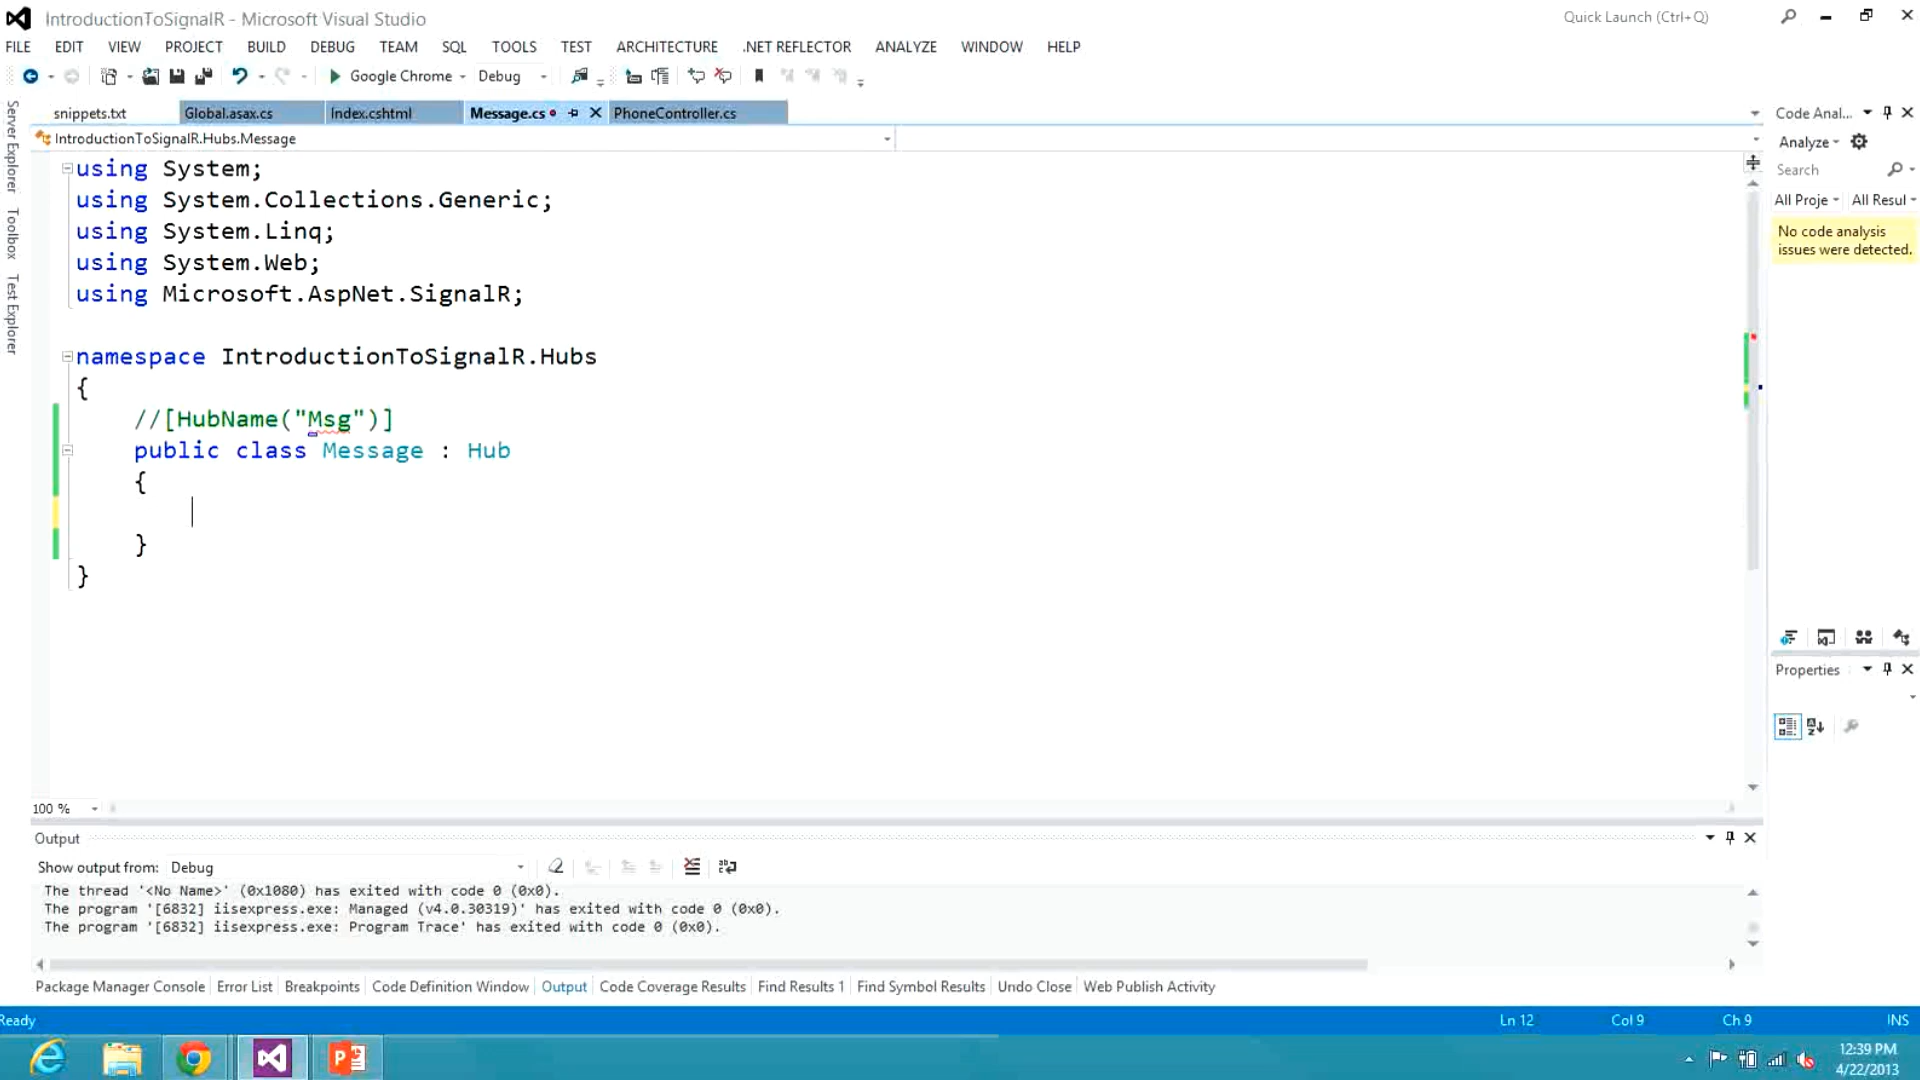 IntroductionToSignalR - Microsoft Visual Studio
Quick Launch (Ctrl+Q)
FILE EDIT VIEW PROJECT BUILD DEBUG TEAM SQL TOOLS TEST ARCHITECTURE .NET REFLECTOR ANALYZE WINDOW HELP
Google Chrome Debug
snippets.txt Global.asax.cs Index.cshtml Message.cs PhoneController.cs
IntroductionToSignalR.Hubs.Message
Server Explorer
Toolbox
Test Explorer
using System;
using System.Collections.Generic;
using System.Linq;
using System.Web;
using Microsoft.AspNet.SignalR;
namespace IntroductionToSignalR.Hubs
{
//[HubName("Msg")]
public class Message : Hub
{
}
}
100 %
Code Anal...
Analyze
Search
All Proje All Resul
No code analysis
issues were detected.
Properties
Output
Show output from: Debug
The thread '<No Name>' (0x1080) has exited with code 0 (0x0).
The program '[6832] iisexpress.exe: Managed (v4.0.30319)' has exited with code 0 (0x0).
The program '[6832] iisexpress.exe: Program Trace' has exited with code 0 (0x0).
Package Manager Console Error List Breakpoints Code Definition Window Output Code Coverage Results Find Results 1 Find Symbol Results Undo Close Web Publish Activity
Ready Ln 12 Col 9 Ch 9 INS
12:39 PM
4/22/2013